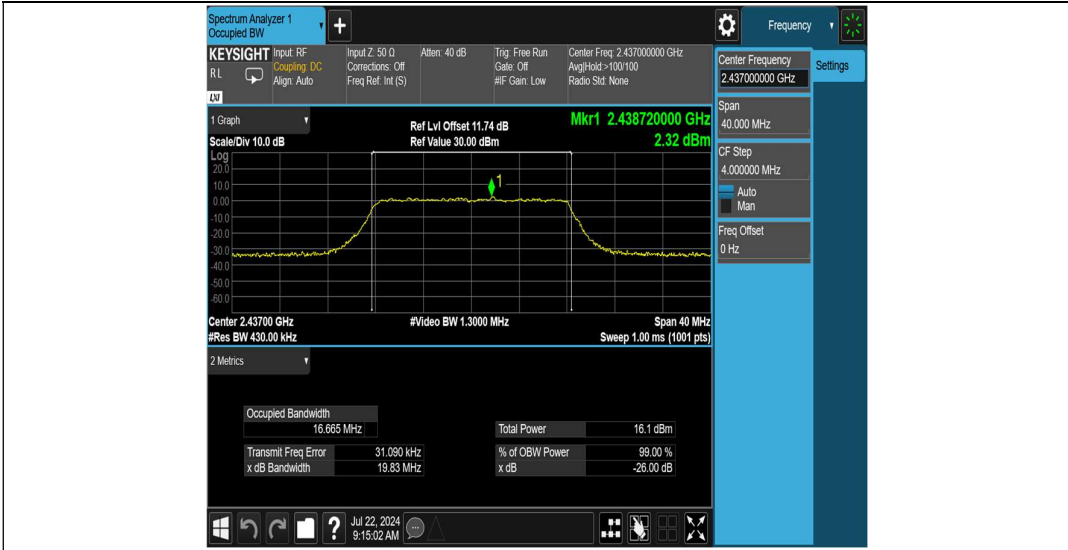 Spectrum Analyzer 1
Occupied BW
+
Frequency
KEYSIGHT
RL
LXI
Input: RF
Coupling: DC
Align: Auto
Input Z: 50 Ω
Corrections: Off
Freq Ref: Int (S)
Atten: 40 dB
Trig: Free Run
Gate: Off
#IF Gain: Low
Center Freq: 2.437000000 GHz
Avg|Hold:>100/100
Radio Std: None
Center Frequency
2.437000000 GHz
Settings
Span
40.000 MHz
CF Step
4.000000 MHz
Auto
Man
Freq Offset
0 Hz
1 Graph
Scale/Div 10.0 dB
Ref Lvl Offset 11.74 dB
Ref Value 30.00 dBm
Mkr1 2.438720000 GHz
2.32 dBm
Log
20.0
10.0
0.00
-10.0
-20.0
-30.0
-40.0
-50.0
-60.0
1
Center 2.43700 GHz
#Video BW 1.3000 MHz
Span 40 MHz
#Res BW 430.00 kHz
Sweep 1.00 ms (1001 pts)
2 Metrics
Occupied Bandwidth
16.665 MHz
Total Power 16.1 dBm
Transmit Freq Error 31.090 kHz
% of OBW Power 99.00 %
x dB Bandwidth 19.83 MHz
x dB -26.00 dB
?
Jul 22, 2024
9:15:02 AM